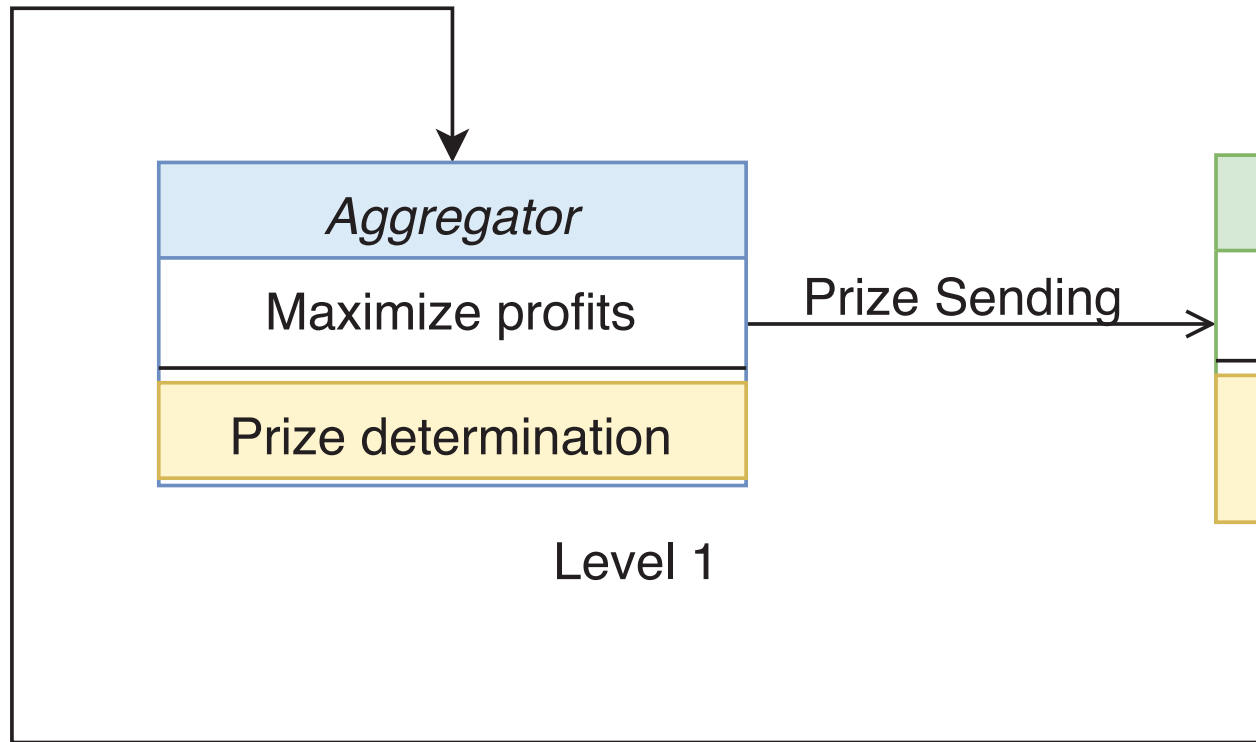 Aggregator
Maximize profits
Prize Sending
Prize determination
Level 1